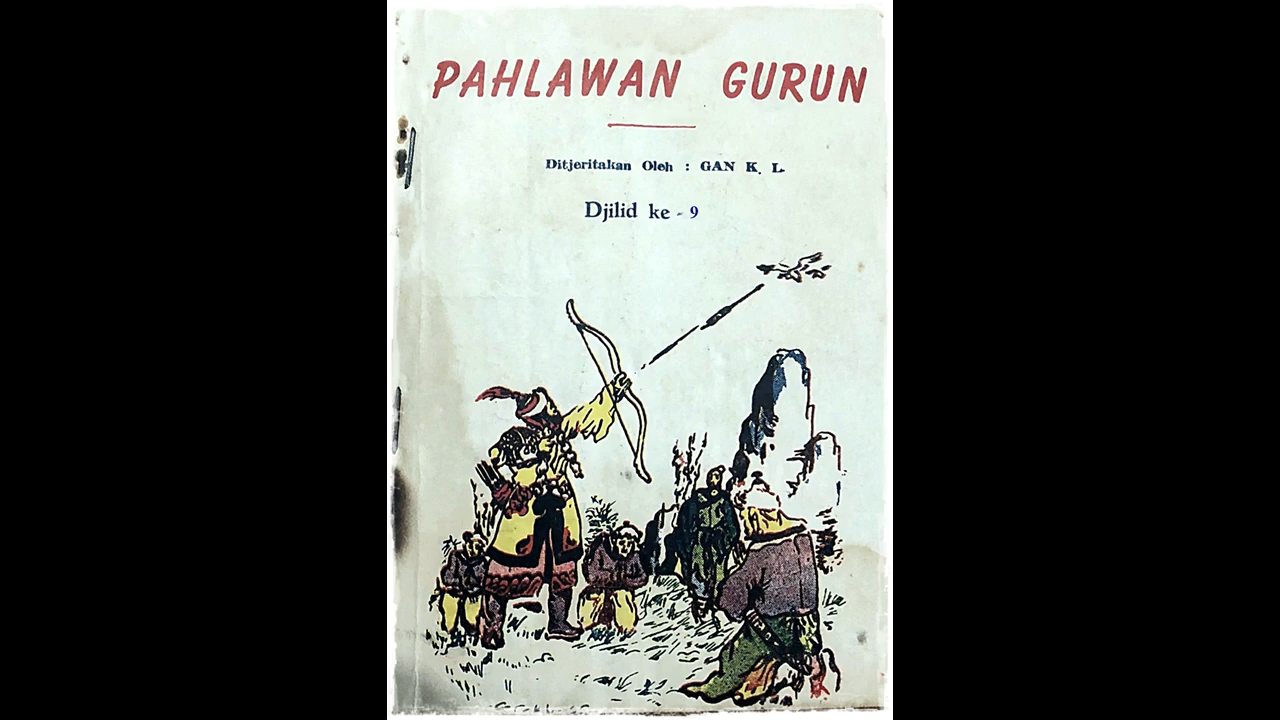 PAHLAWAN GURUN
Ditjeritakan Oleh : GAN K. L.
Djilid ke - 9